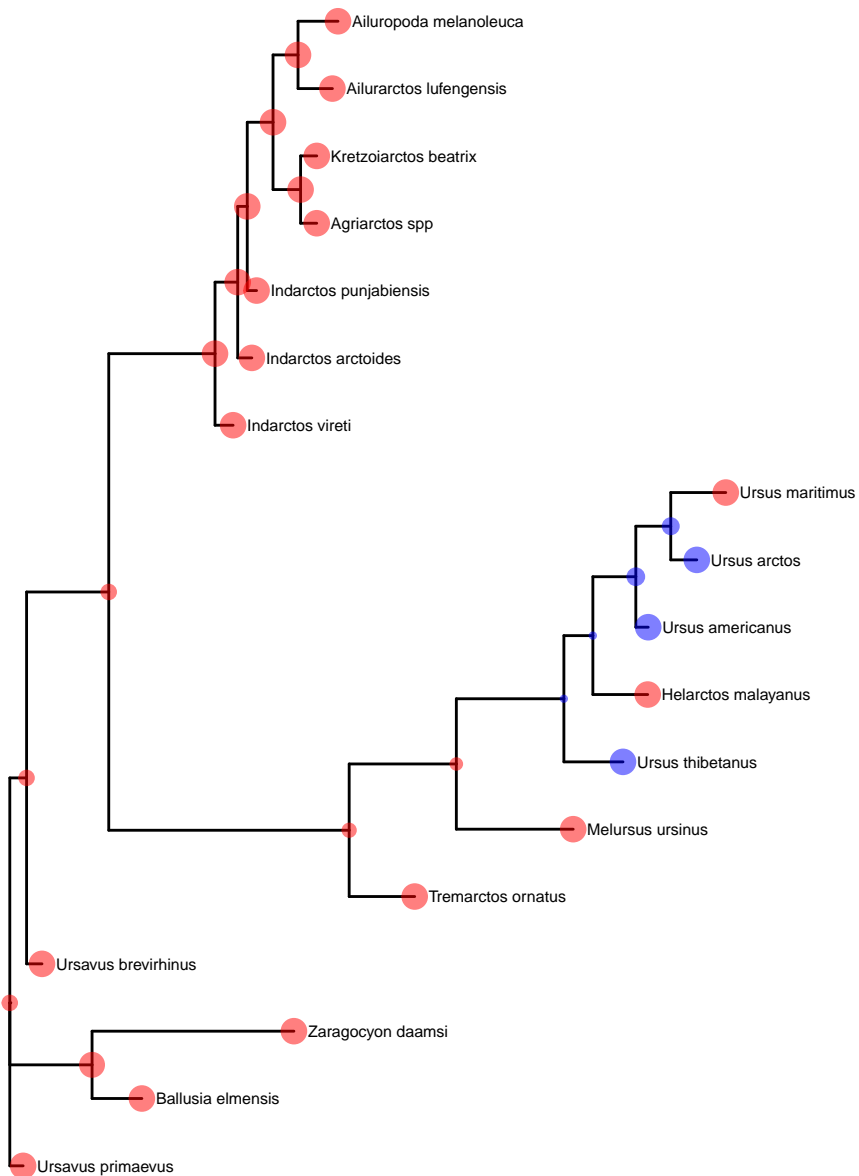 Ailuropoda melanoleuca
Ailurarctos lufengensis
Kretzoiarctos beatrix
Agriarctos spp
Indarctos punjabiensis
Indarctos arctoides
Indarctos vireti
Ursus maritimus
Ursus arctos
Ursus americanus
Helarctos malayanus
Ursus thibetanus
Melursus ursinus
Tremarctos ornatus
Ursavus brevirhinus
Zaragocyon daamsi
Ballusia elmensis
Ursavus primaevus